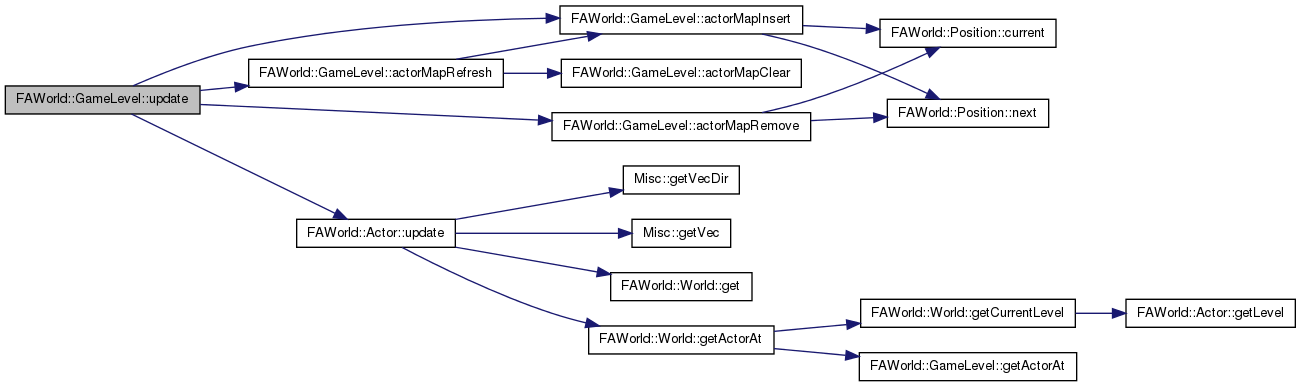 FAWorld::GameLevel::update
FAWorld::GameLevel::actorMapRefresh
FAWorld::GameLevel::actorMapInsert
FAWorld::GameLevel::actorMapClear
FAWorld::GameLevel::actorMapRemove
FAWorld::Position::current
FAWorld::Position::next
FAWorld::Actor::update
Misc::getVecDir
Misc::getVec
FAWorld::World::get
FAWorld::World::getActorAt
FAWorld::World::getCurrentLevel
FAWorld::Actor::getLevel
FAWorld::GameLevel::getActorAt